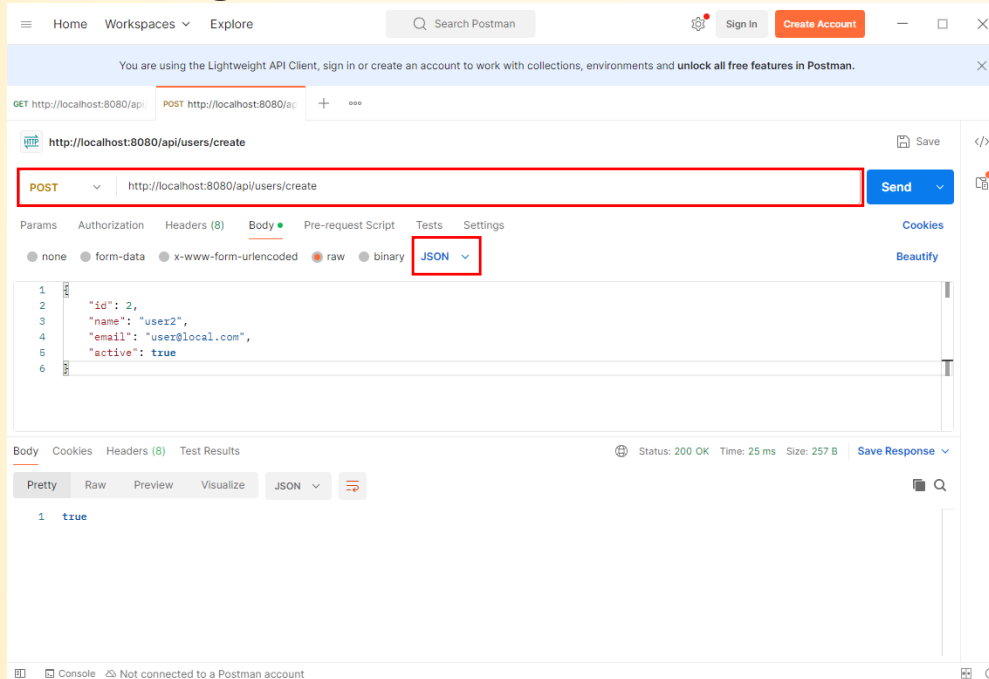 Home Workspaces Explore Search Postman Sign In Create Account
You are using the Lightweight API Client, sign in or create an account to work with collections, environments and unlock all free features in Postman.
GET http://localhost:8080/api/ POST http://localhost:8080/ap
HTTP http://localhost:8080/api/users/create Save </>
POST http://localhost:8080/api/users/create Send
Params Authorization Headers (8) Body Pre-request Script Tests Settings Cookies
none form-data x-www-form-urlencoded raw binary JSON Beautify
1 {
2 "id": 2,
3 "name": "user2",
4 "email": "user@local.com",
5 "active": true
6 }
Body Cookies Headers (8) Test Results Status: 200 OK Time: 25 ms Size: 257 B Save Response
Pretty Raw Preview Visualize JSON
1 true
Console Not connected to a Postman account